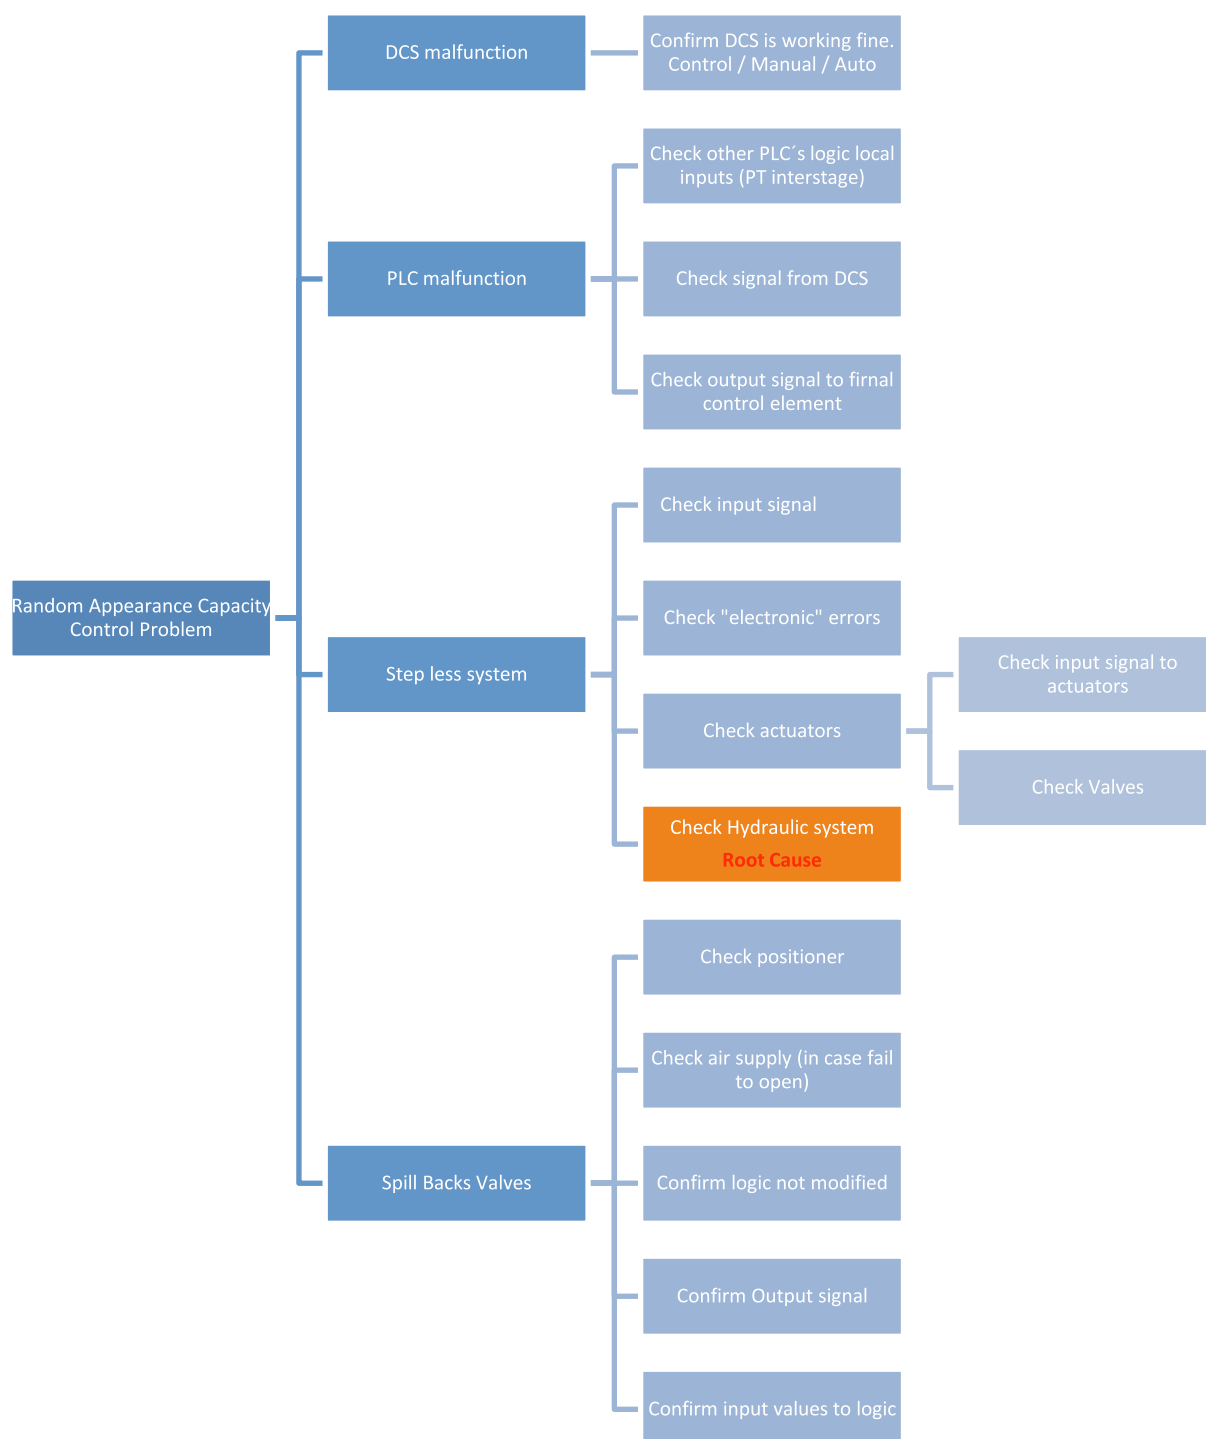 DCS malfunction
Confirm DCS is working fine.
Control / Manual / Auto
Check other PLC´s logic local
inputs (PT interstage)
PLC malfunction
Check signal from DCS
Check output signal to firnal
control element
Check input signal
Random Appearance Capacity
Control Problem
Check "electronic" errors
Step less system
Check input signal to
actuators
Check actuators
Check Valves
Check Hydraulic system
Root Cause
Check positioner
Check air supply (in case fail
to open)
Spill Backs Valves
Confirm logic not modified
Confirm Output signal
Confirm input values to logic